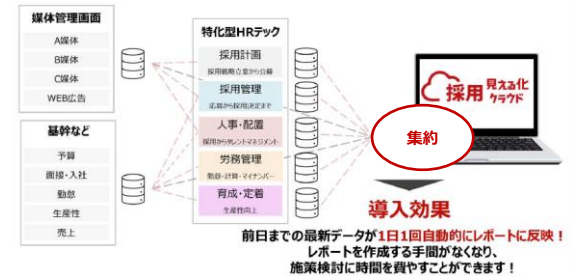 媒体管理画面
A媒体
B媒体
C媒体
WEB広告
基幹など
予算
面接・入社
勤怠
生産性
売上
特化型HRテック
採用計画
採用戦略立案から公募
採用管理
応募から採用決定まで
人事・配置
採用からタレントマネジメント
労務管理
勤怠・計算・マイナンバー
育成・定着
生産性向上
集約
採用見える化
クラウド
導入効果
前日までの最新データが1日1回自動的にレポートに反映！
レポートを作成する手間がなくなり、
施策検討に時間を費やすことができます！